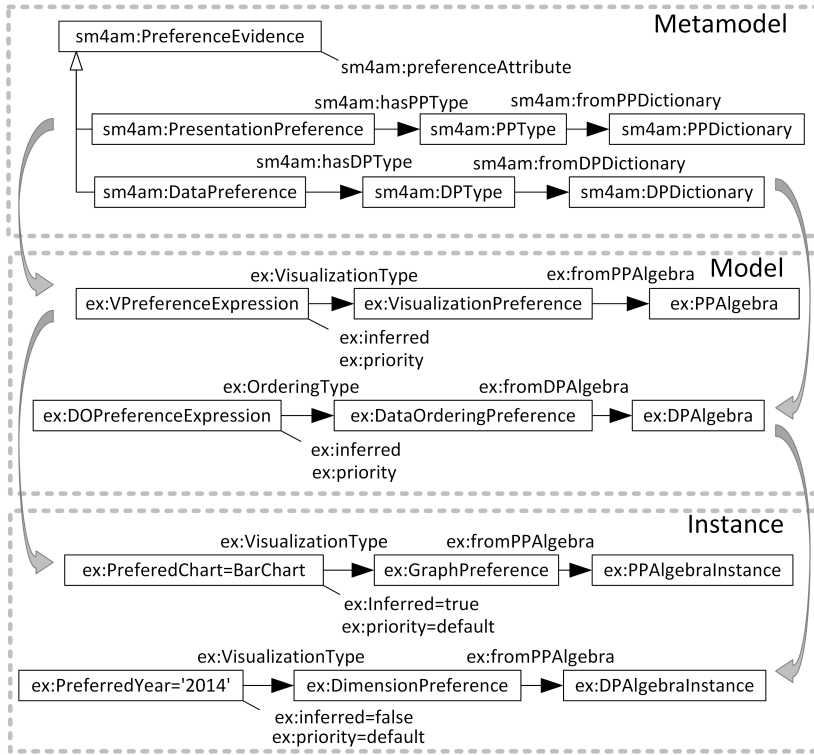 Metamodel
sm4am:PreferenceEvidence
sm4am:preferenceAttribute
sm4am:hasPPType
sm4am:fromPPDictionary
sm4am:PresentationPreference
sm4am:PPType
sm4am:PPDictionary
sm4am:hasDPType
sm4am:fromDPDictionary
sm4am:DataPreference
sm4am:DPType
sm4am:DPDictionary
Model
ex:VisualizationType
ex:fromPPAlgebra
ex:VPreferenceExpression
ex:VisualizationPreference
ex:PPAlgebra
ex:inferred
ex:priority
ex:OrderingType
ex:fromDPAlgebra
ex:DOPreferenceExpression
ex:DataOrderingPreference
ex:DPAlgebra
ex:inferred
ex:priority
Instance
ex:VisualizationType
ex:fromPPAlgebra
ex:PreferedChart=BarChart
ex:GraphPreference
ex:PPAlgebraInstance
ex:Inferred=true
ex:priority=default
ex:VisualizationType
ex:fromPPAlgebra
ex:PreferredYear='2014'
ex:DimensionPreference
ex:DPAlgebraInstance
ex:inferred=false
ex:priority=default